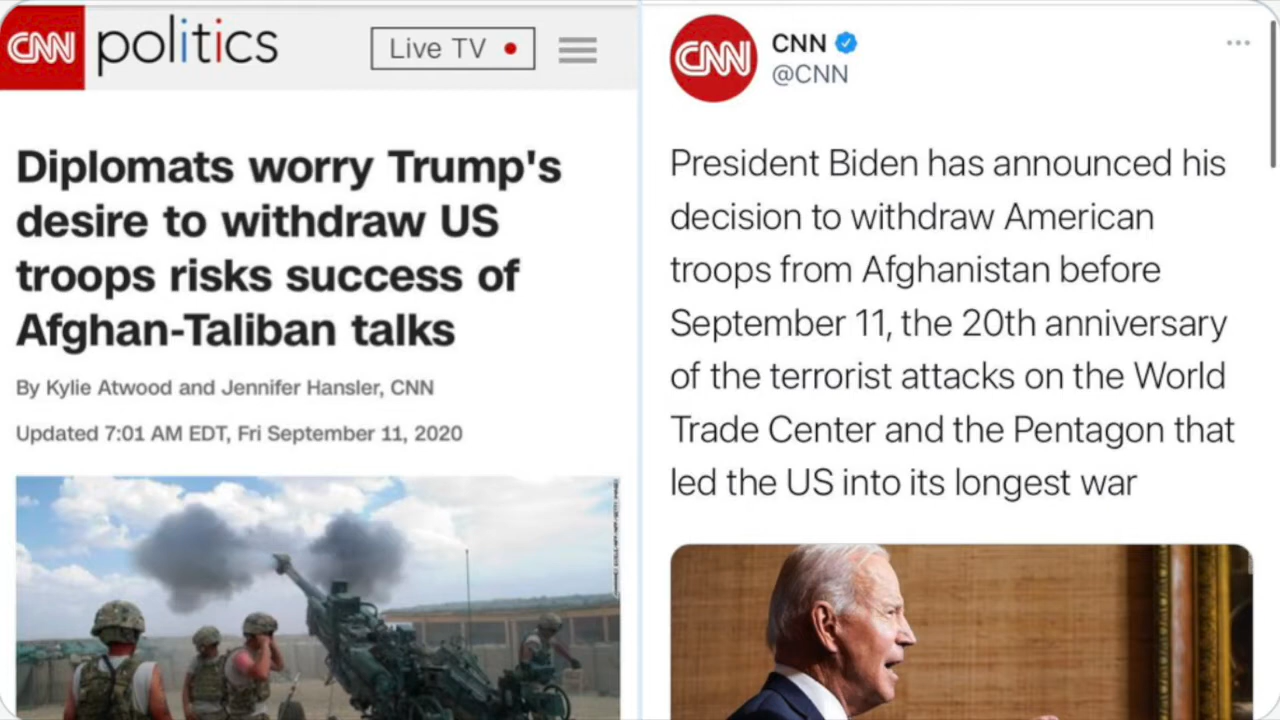 CNN politics
Live TV
Diplomats worry Trump's
desire to withdraw US
troops risks success of
Afghan-Taliban talks
By Kylie Atwood and Jennifer Hansler, CNN
Updated 7:01 AM EDT, Fri September 11, 2020
CNN
CNN
@CNN
President Biden has announced his
decision to withdraw American
troops from Afghanistan before
September 11, the 20th anniversary
of the terrorist attacks on the World
Trade Center and the Pentagon that
led the US into its longest war